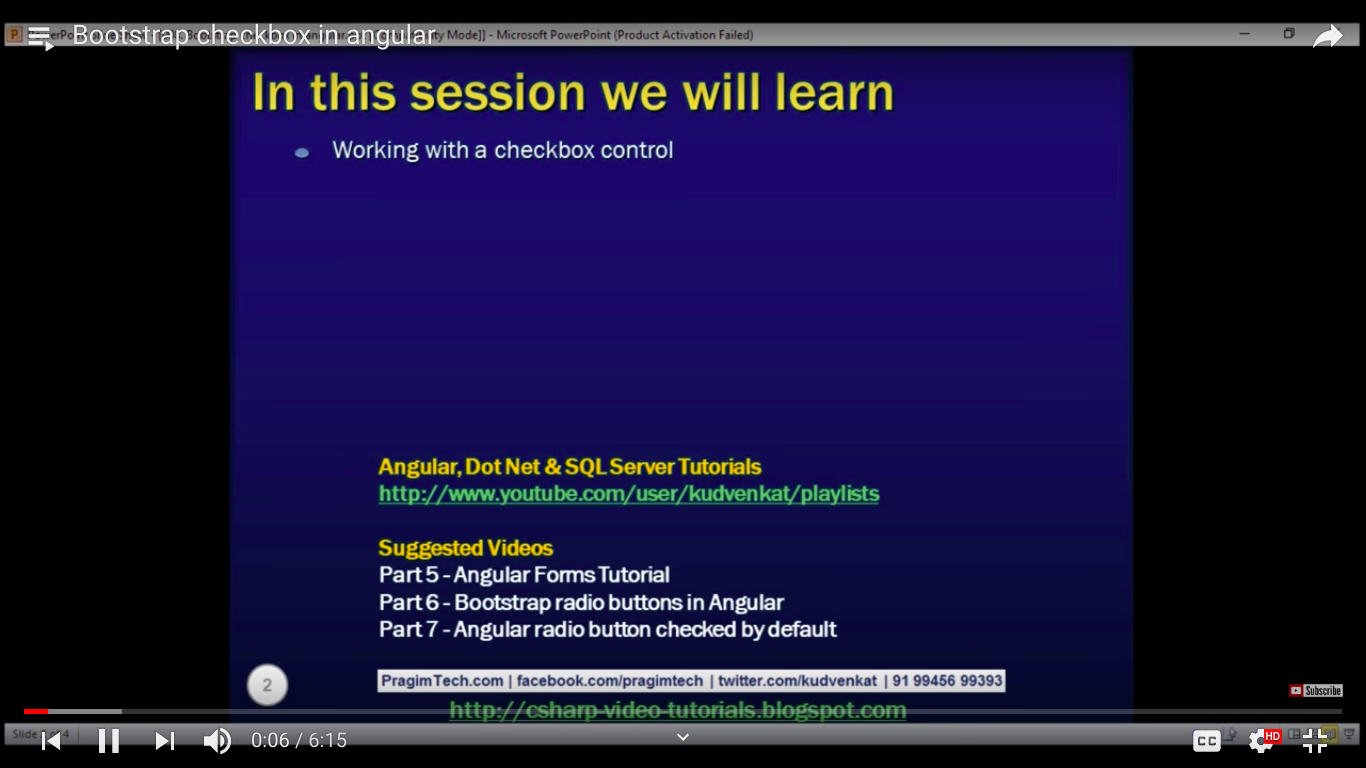 Bootstrap checkbox in angular
Mode]] - Microsoft PowerPoint (Product Activation Failed)
In this session we will learn
Working with a checkbox control
Angular, Dot Net & SQL Server Tutorials
http://www.youtube.com/user/kudvenkat/playlists
Suggested Videos
Part 5 - Angular Forms Tutorial
Part 6 - Bootstrap radio buttons in Angular
Part 7 - Angular radio button checked by default
2
PragimTech.com | facebook.com/pragimtech | twitter.com/kudvenkat | 91 99456 99393
Subscribe
http://csharp-video-tutorials.blogspot.com
Slide 4
0:06 / 6:15
CC
HD